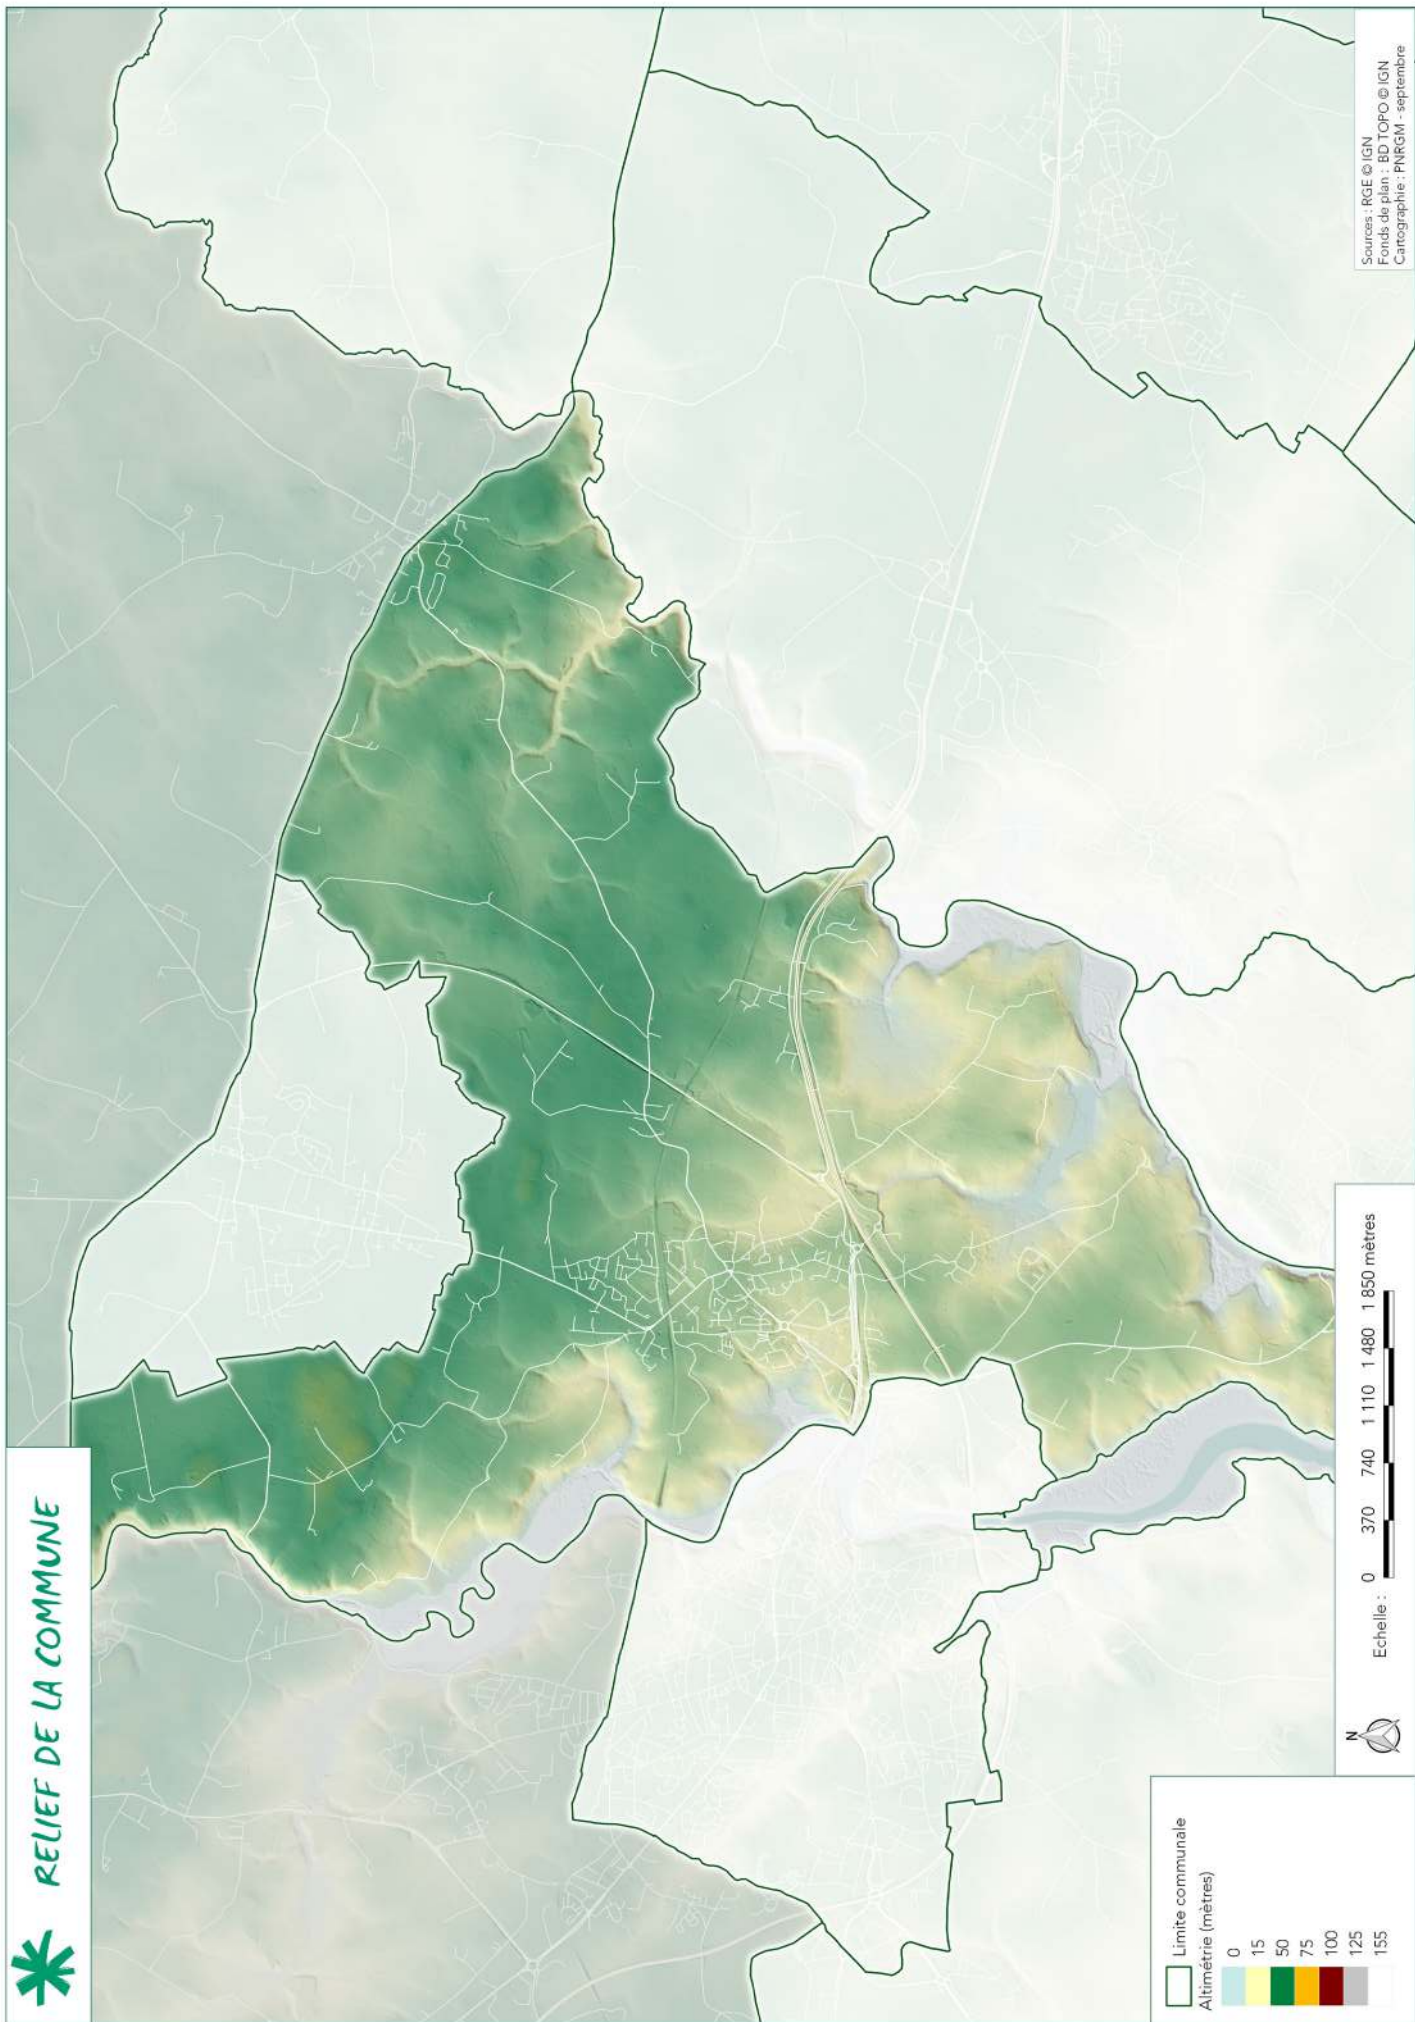 RELIEF DE LA COMMUNE
Limite communale
Altimétrie (mètres)
0
15
50
75
100
125
155
N
Echelle :
0 370 740 1 110 1 480 1 850 mètres
Sources : RGE © IGN
Fonds de plan : BD TOPO © IGN
Cartographie : PNRGM - septembre